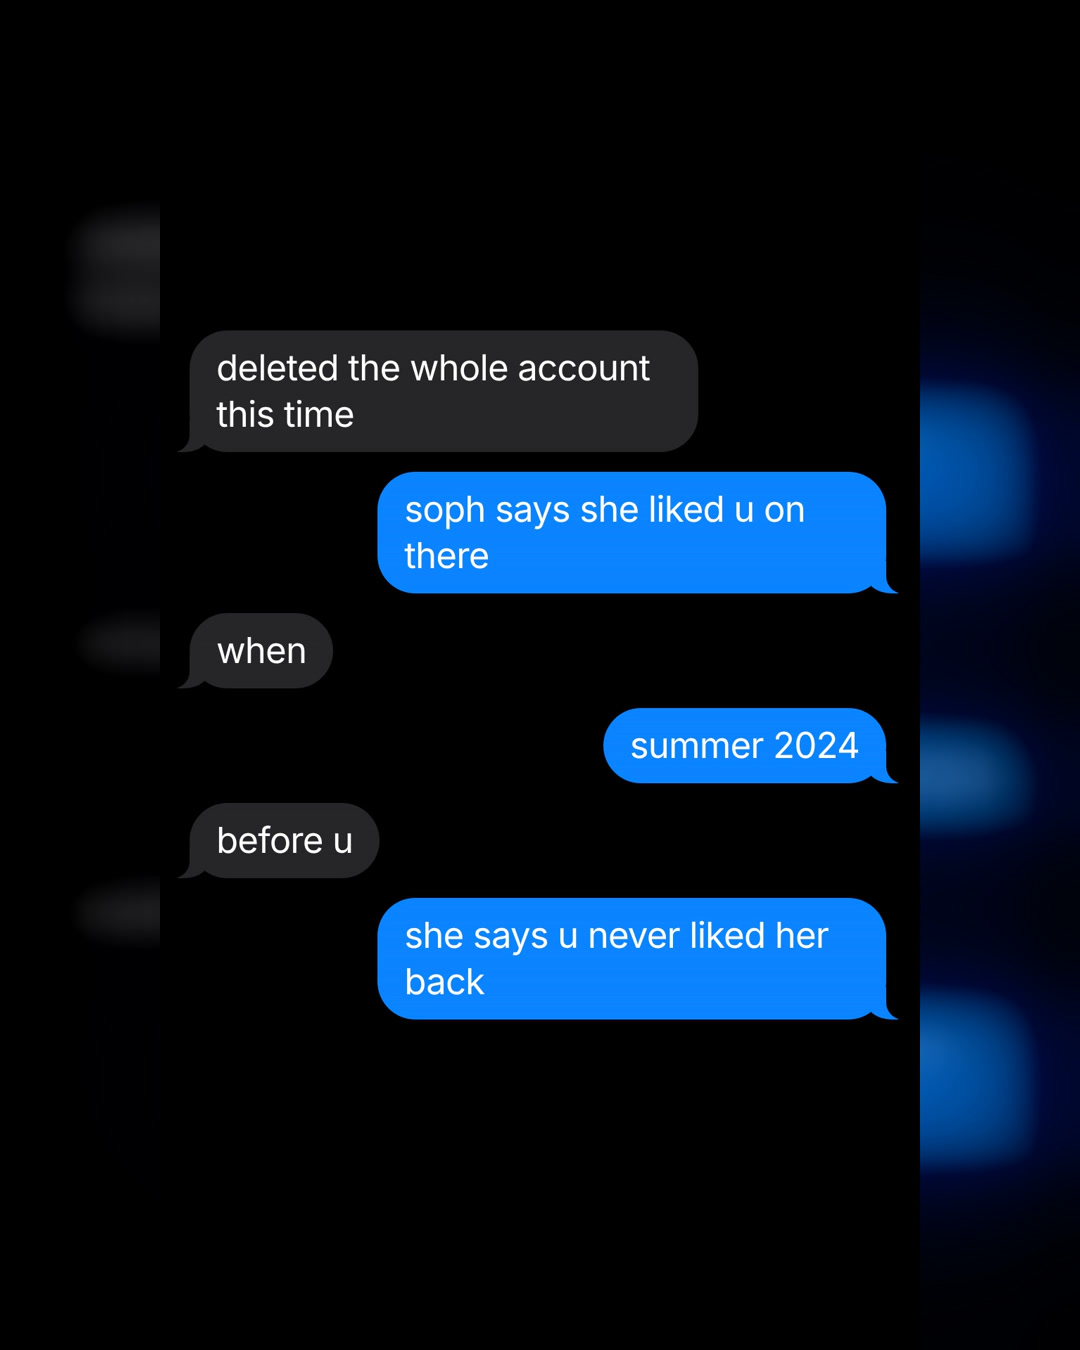 deleted the whole account
this time
soph says she liked u on
there
when
summer 2024
before u
she says u never liked her
back